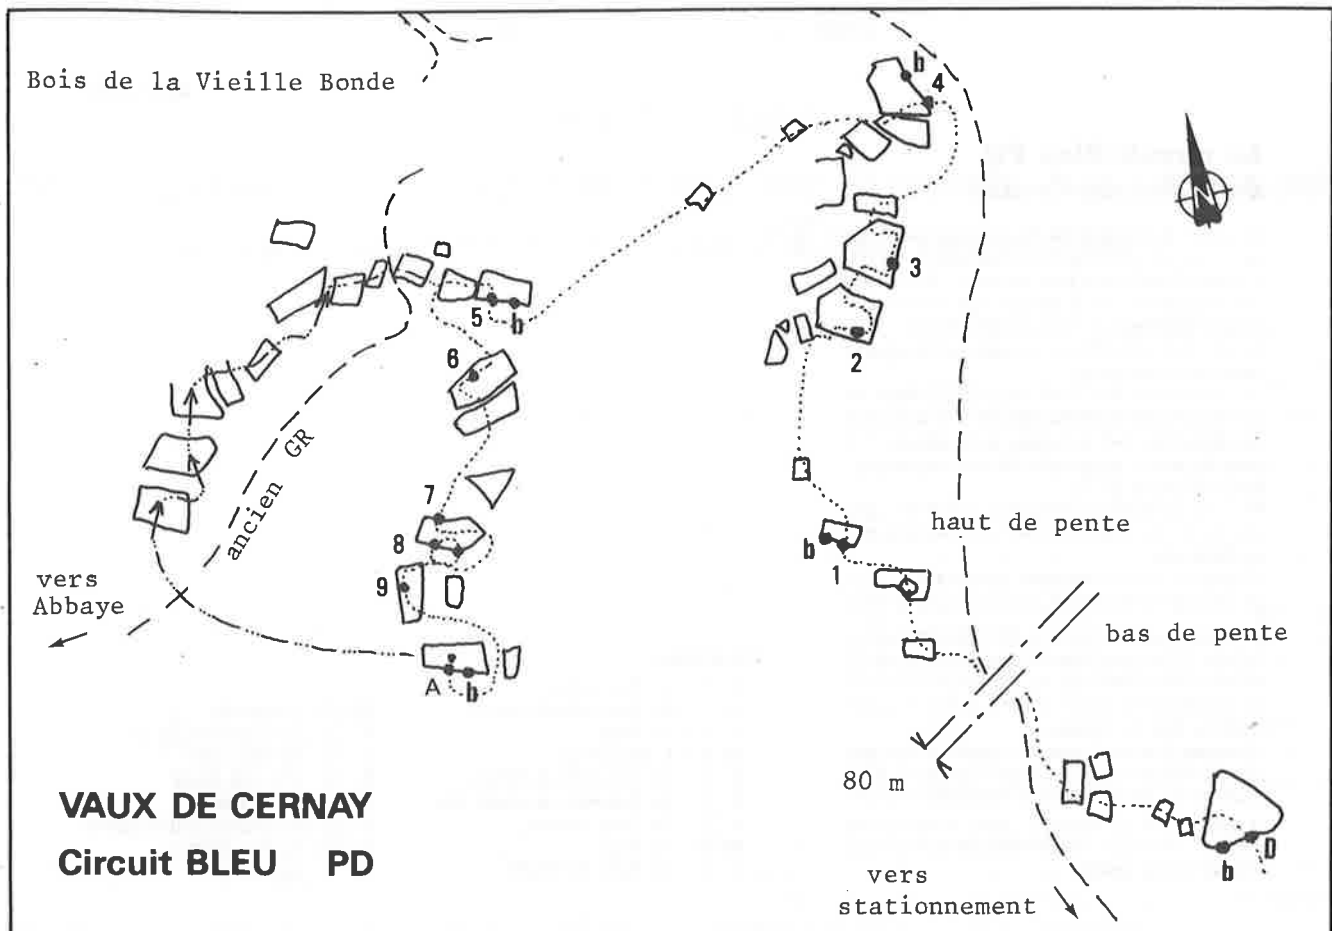 Bois de la Vieille Bonde
b
4
N
3
2
5
b
6
ancien GR
7
8
9
haut de pente
b
1
vers
Abbaye
bas de pente
A
b
80 m
VAUX DE CERNAY
Circuit BLEU PD
D
b
vers
stationnement